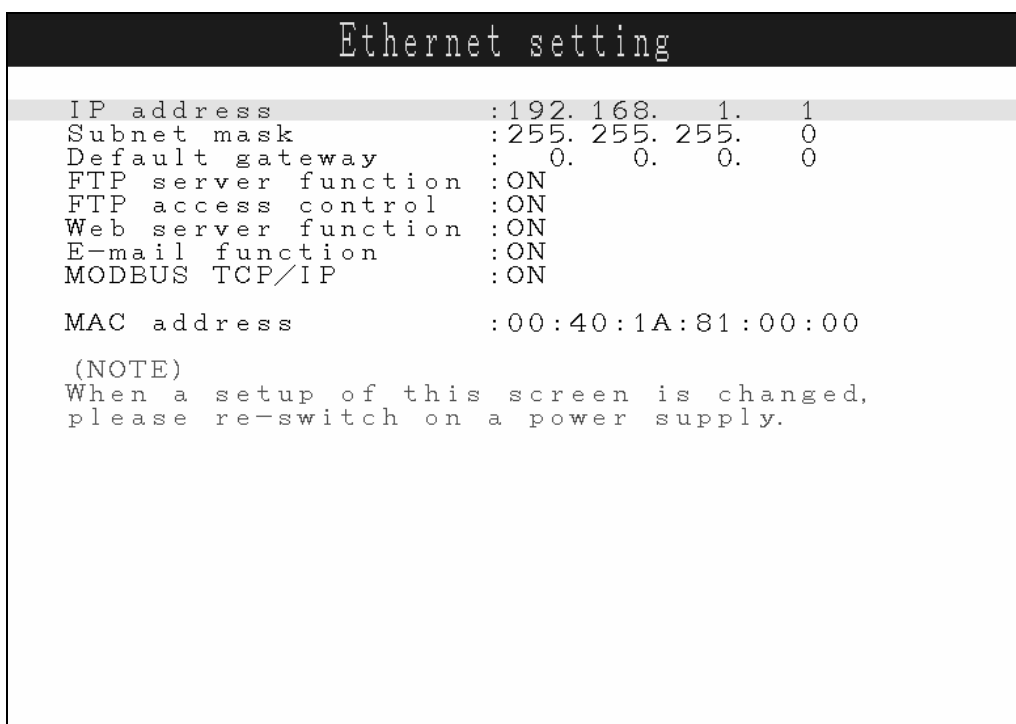 Ethernet setting
IP address :192. 168. 1. 1
Subnet mask :255. 255. 255. 0
Default gateway : 0. 0. 0. 0
FTP server function :ON
FTP access control :ON
Web server function :ON
E-mail function :ON
MODBUS TCP/IP :ON
MAC address :00:40:1A:81:00:00
(NOTE)
When a setup of this screen is changed,
please re-switch on a power supply.